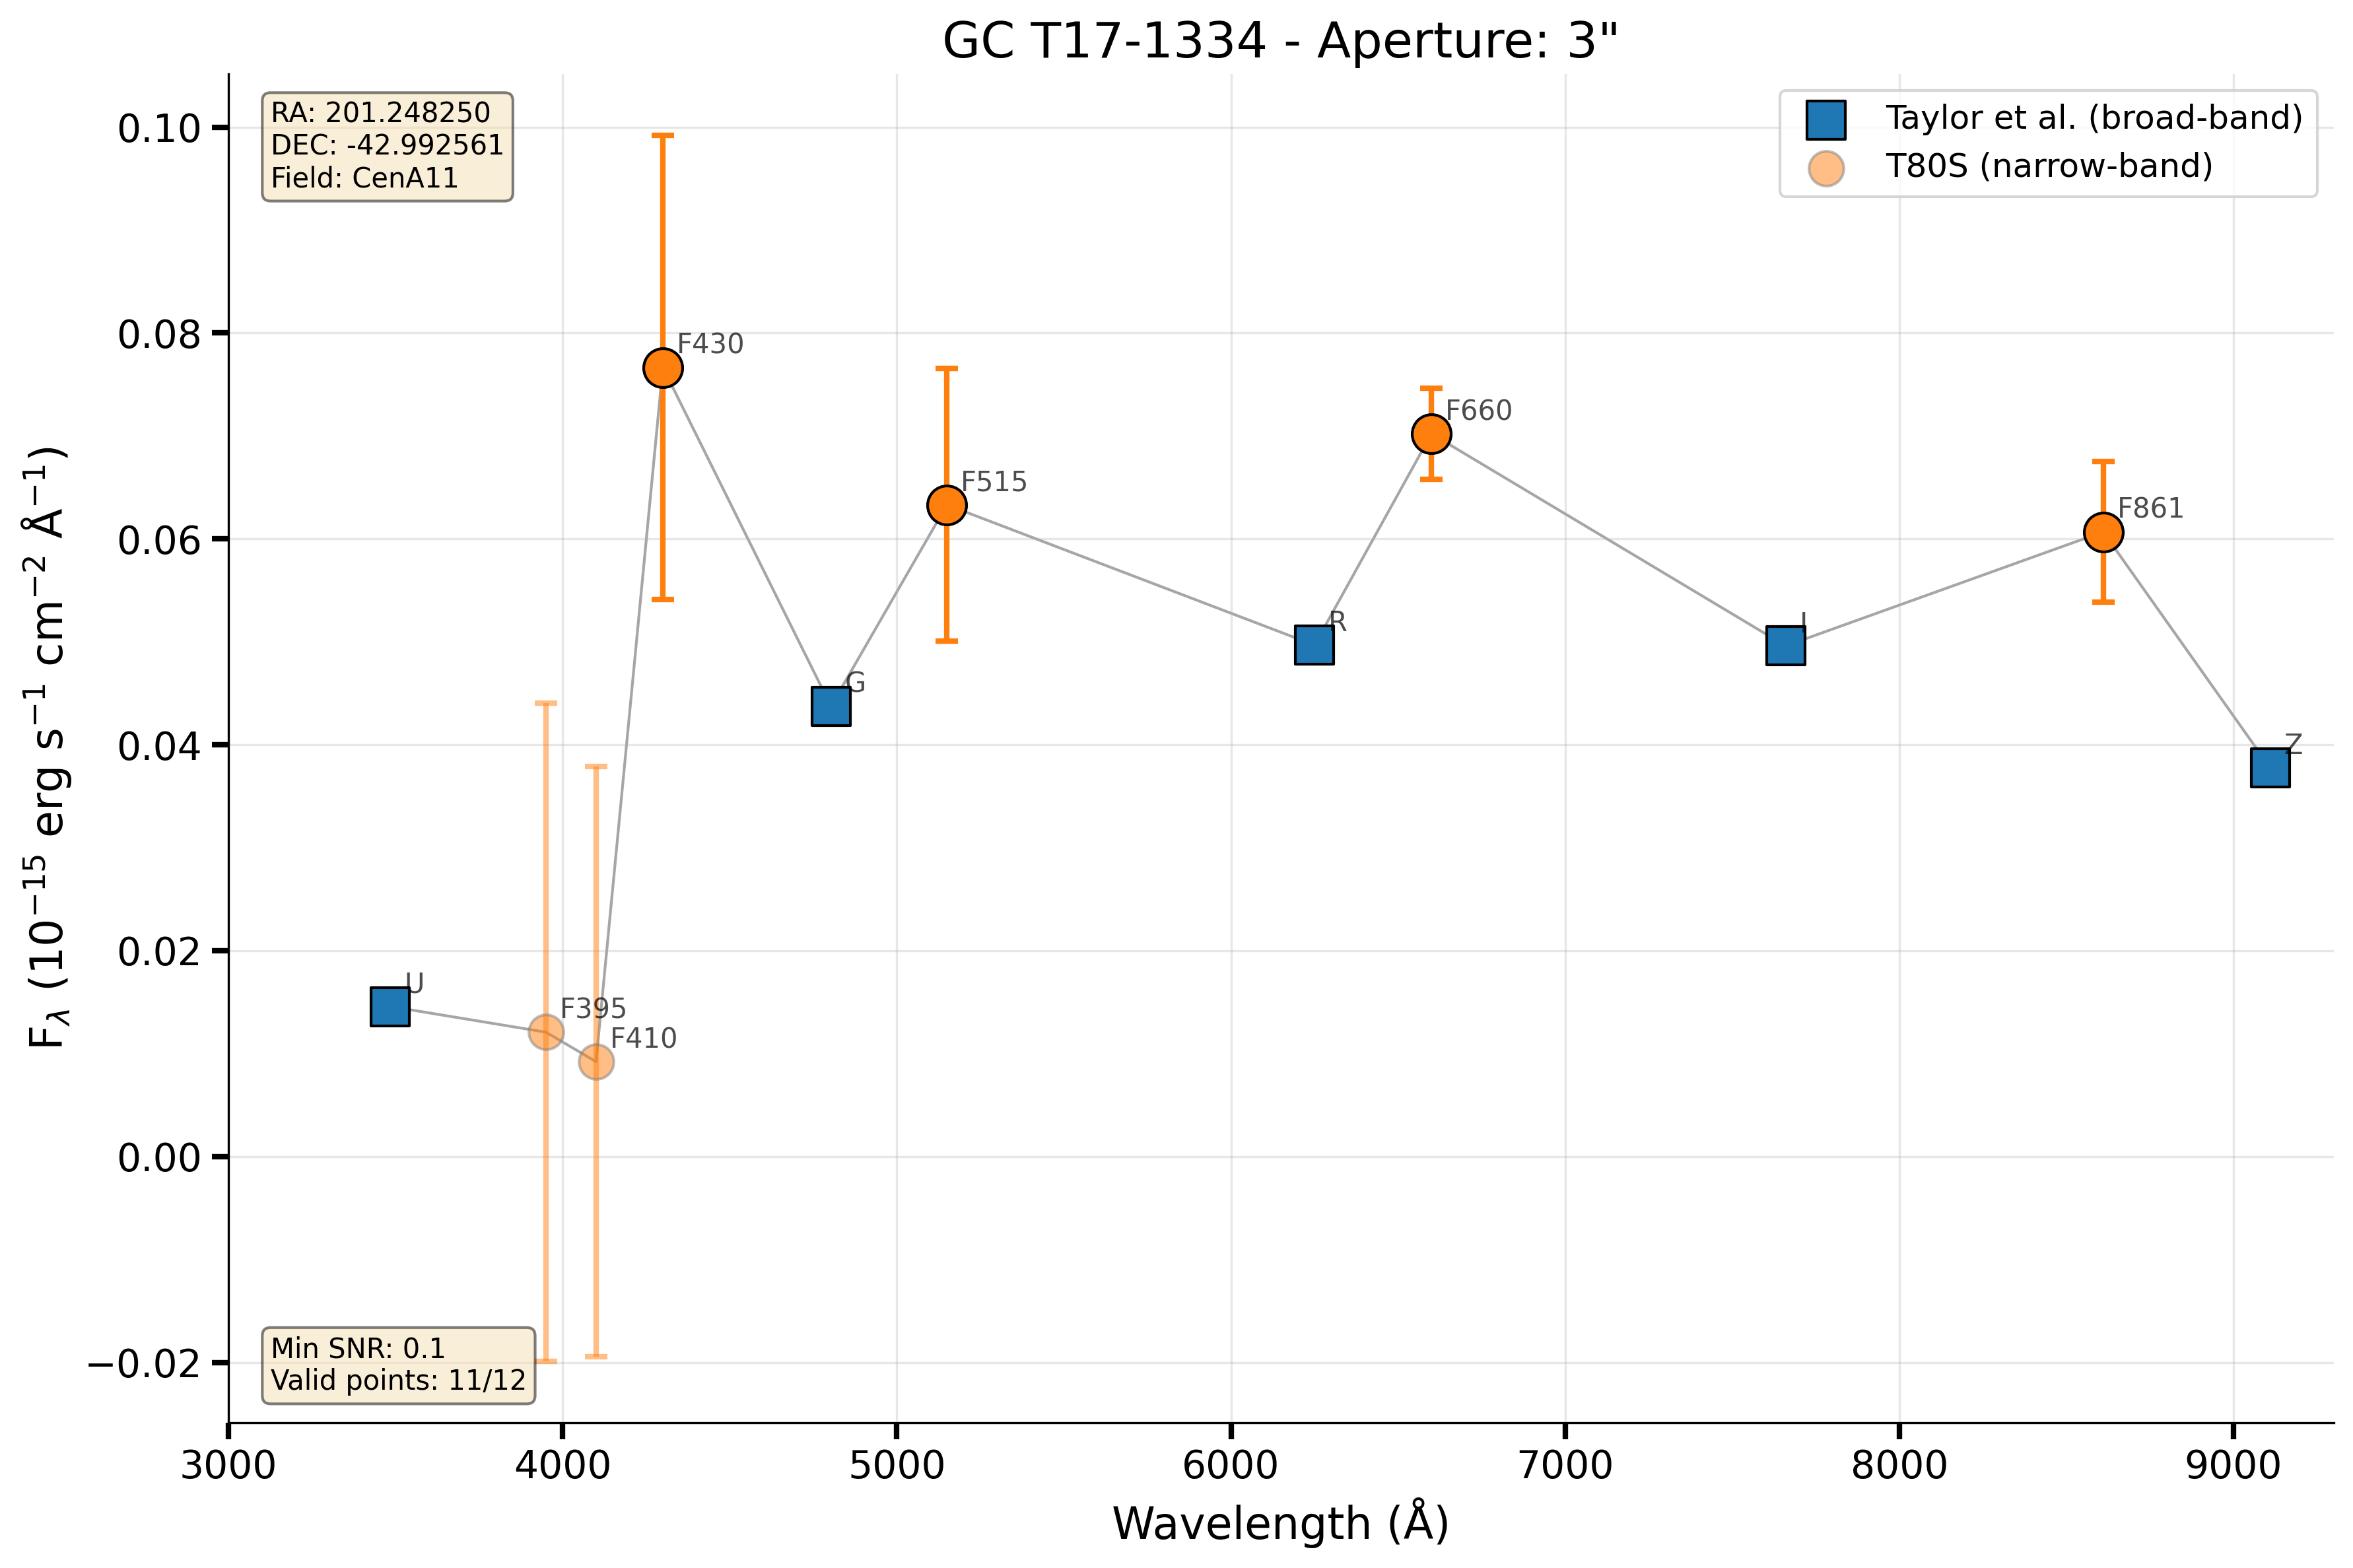 GC T17-1334 - Aperture: 3"
RA: 201.248250
DEC: -42.992561
Field: CenA11
Taylor et al. (broad-band)
T80S (narrow-band)
0.10
0.08
0.06
0.04
0.02
0.00
−0.02
F430
F660
F515
F861
R
I
G
Z
U
F395
F410
Min SNR: 0.1
Valid points: 11/12
3000 4000 5000 6000 7000 8000 9000
Wavelength (Å)
Fλ (10⁻¹⁵ erg s⁻¹ cm⁻² Å⁻¹)